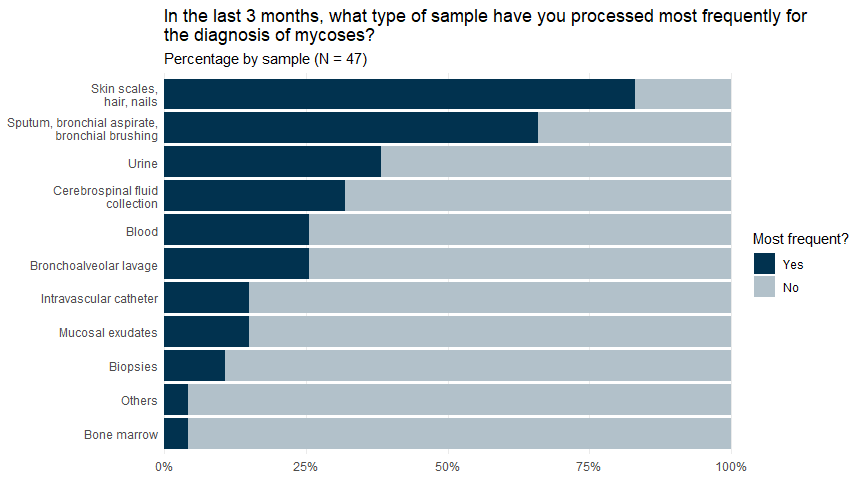 In the last 3 months, what type of sample have you processed most frequently for
the diagnosis of mycoses?
Percentage by sample (N = 47)
Skin scales,
hair, nails
Sputum, bronchial aspirate,
bronchial brushing
Urine
Cerebrospinal fluid
collection
Blood
Bronchoalveolar lavage
Intravascular catheter
Mucosal exudates
Biopsies
Others
Bone marrow
0%
25%
50%
75%
100%
Most frequent?
Yes
No